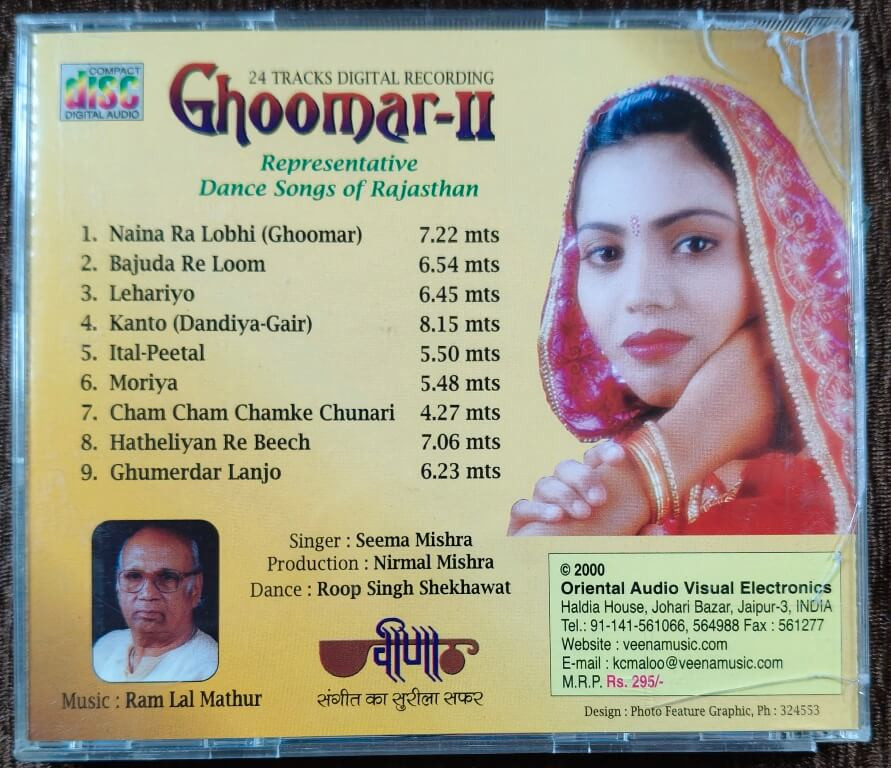 COMPACT
disc
DIGITAL AUDIO
24 TRACKS DIGITAL RECORDING
Ghoomar-II
Representative
Dance Songs of Rajasthan
1. Naina Ra Lobhi (Ghoomar) 7.22 mts
2. Bajuda Re Loom 6.54 mts
3. Lehariyo 6.45 mts
4. Kanto (Dandiya-Gair) 8.15 mts
5. Ital-Peetal 5.50 mts
6. Moriya 5.48 mts
7. Cham Cham Chamke Chunari 4.27 mts
8. Hatheliyan Re Beech 7.06 mts
9. Ghumerdar Lanjo 6.23 mts
Singer : Seema Mishra
Production : Nirmal Mishra
Dance : Roop Singh Shekhawat
वीणा
संगीत का सुरीला सफर
Music : Ram Lal Mathur
© 2000
Oriental Audio Visual Electronics
Haldia House, Johari Bazar, Jaipur-3, INDIA
Tel.: 91-141-561066, 564988 Fax : 561277
Website : veenamusic.com
E-mail : kcmaloo@veenamusic.com
M.R.P. Rs. 295/-
Design : Photo Feature Graphic, Ph : 324553